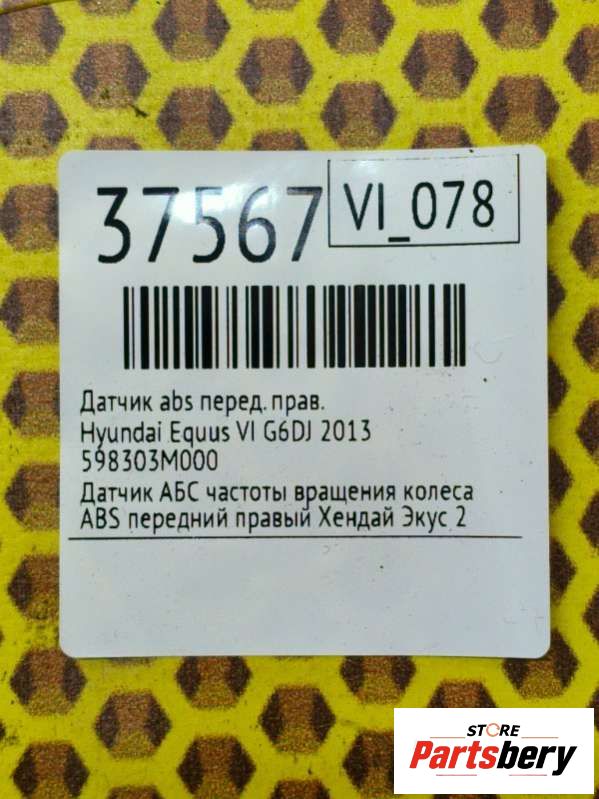 37567
VI_078
Датчик abs перед. прав.
Hyundai Equus VI G6DJ 2013
598303M000
Датчик АБС частоты вращения колеса
ABS передний правый Хендай Экус 2
STORE
Partsbery